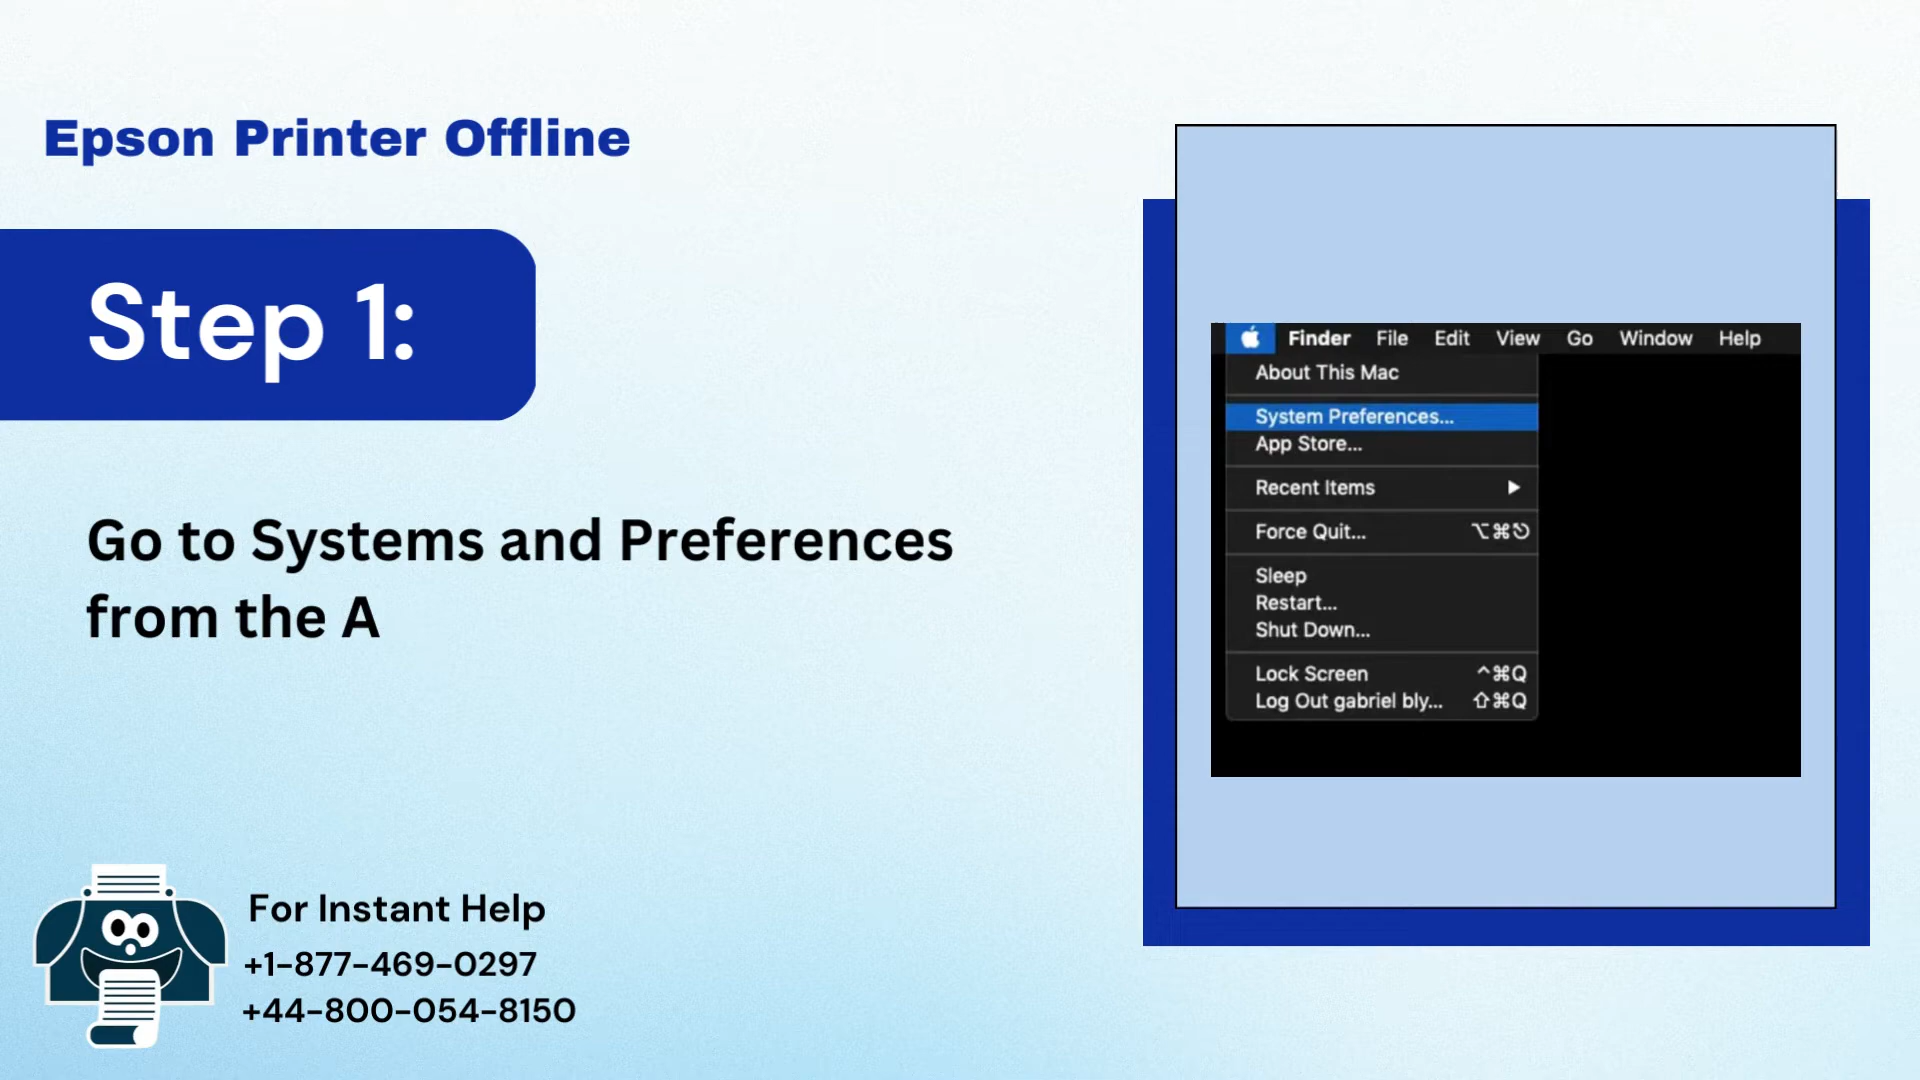 Epson Printer Offline
Step 1:
Go to Systems and Preferences
from the A
For Instant Help
+1-877-469-0297
+44-800-054-8150
Finder File Edit View Go Window Help
About This Mac
System Preferences...
App Store...
Recent Items ▶
Force Quit... ⌥⌘⎋
Sleep
Restart...
Shut Down...
Lock Screen ^⌘Q
Log Out gabriel bly... ⇧⌘Q